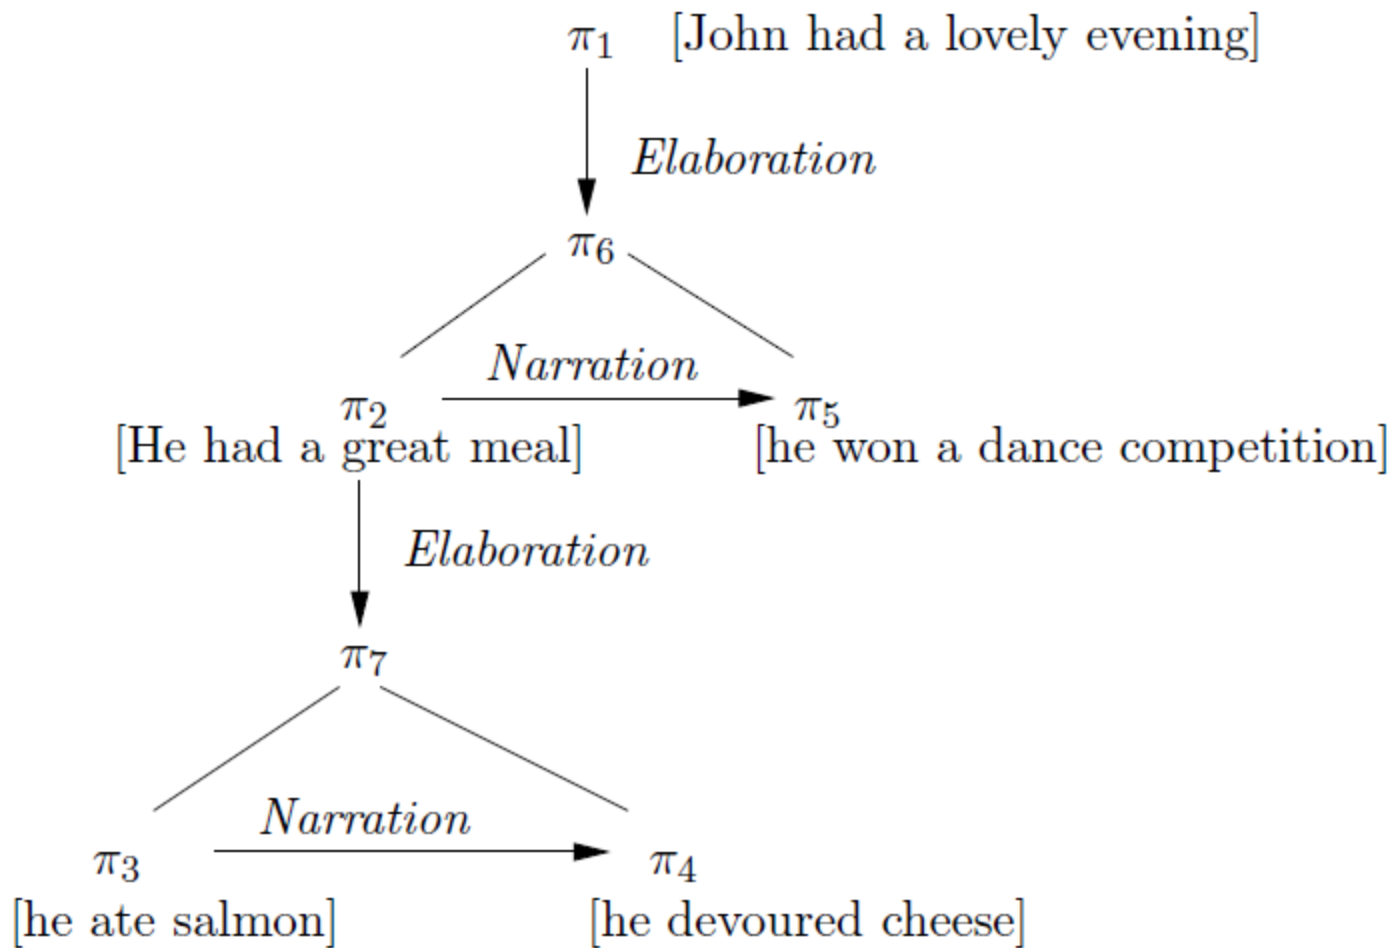 π1 [John had a lovely evening]
Elaboration
π6
Narration
π2 π5
[He had a great meal] [he won a dance competition]
Elaboration
π7
Narration
π3 π4
[he ate salmon] [he devoured cheese]